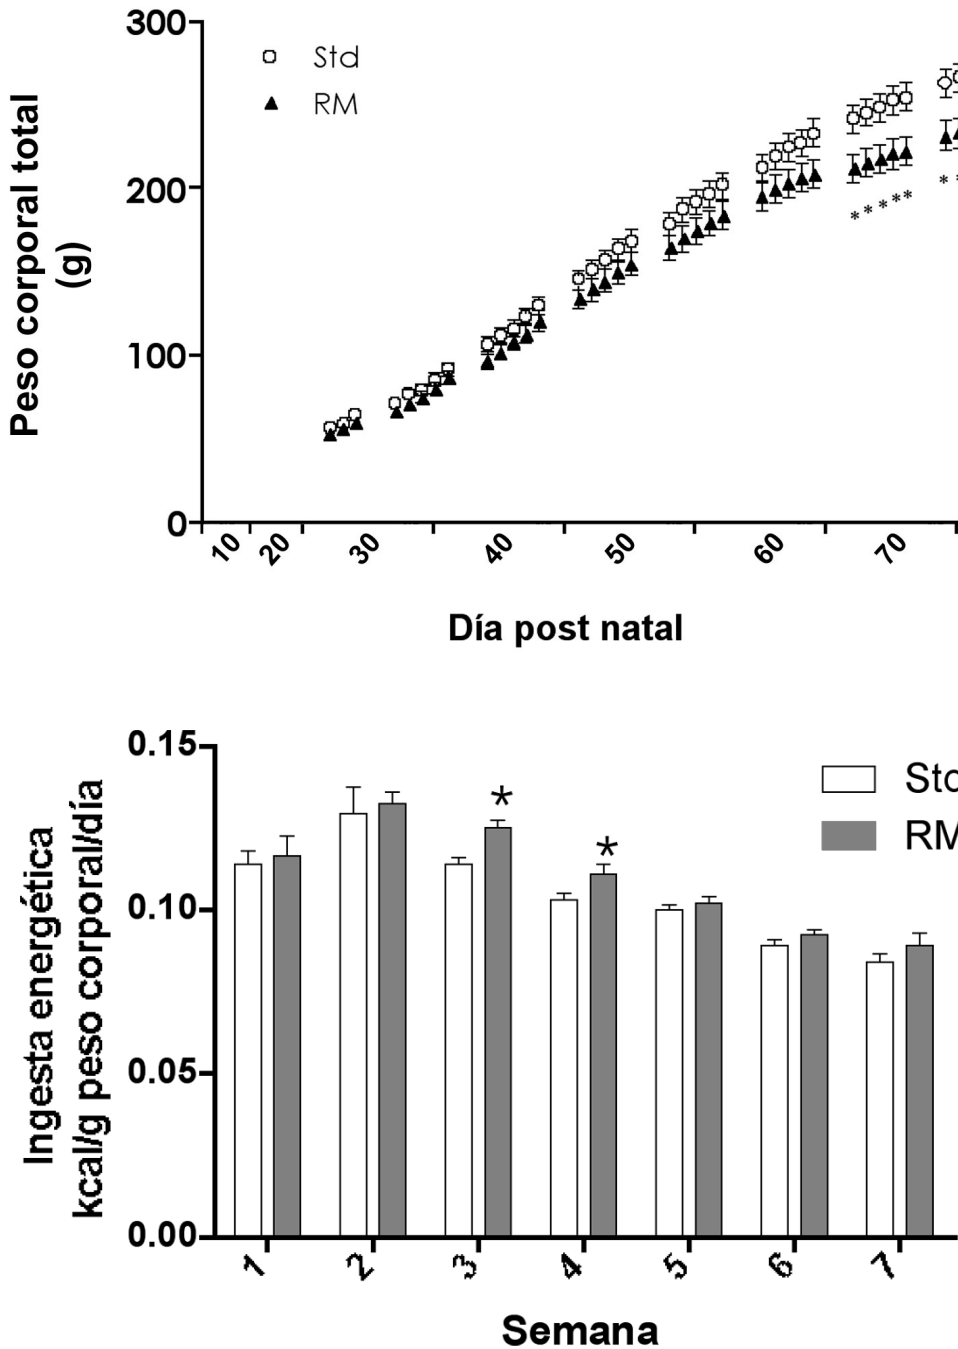 300
Std
RM
200
100
0
Peso corporal total
(g)
10 20 30 40 50 60 70
* * * * * * *
Día post natal
0.15
Std
RM
* *
0.10
0.05
0.00
Ingesta energética
kcal/g peso corporal/día
1 2 3 4 5 6 7
Semana